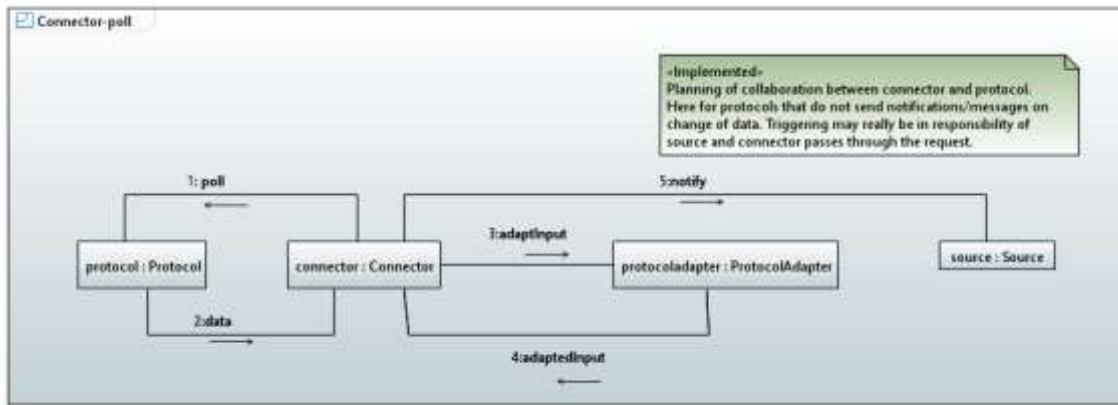 Connector-poll
«Implemented»
Planning of collaboration between connector and protocol.
Here for protocols that do not send notifications/messages on
change of data. Triggering may really be in responsibility of
source and connector passes through the request.
1: poll
5:notify
3:adaptInput
protocol : Protocol
connector : Connector
protocoladapter : ProtocolAdapter
source : Source
2:data
4:adaptedInput